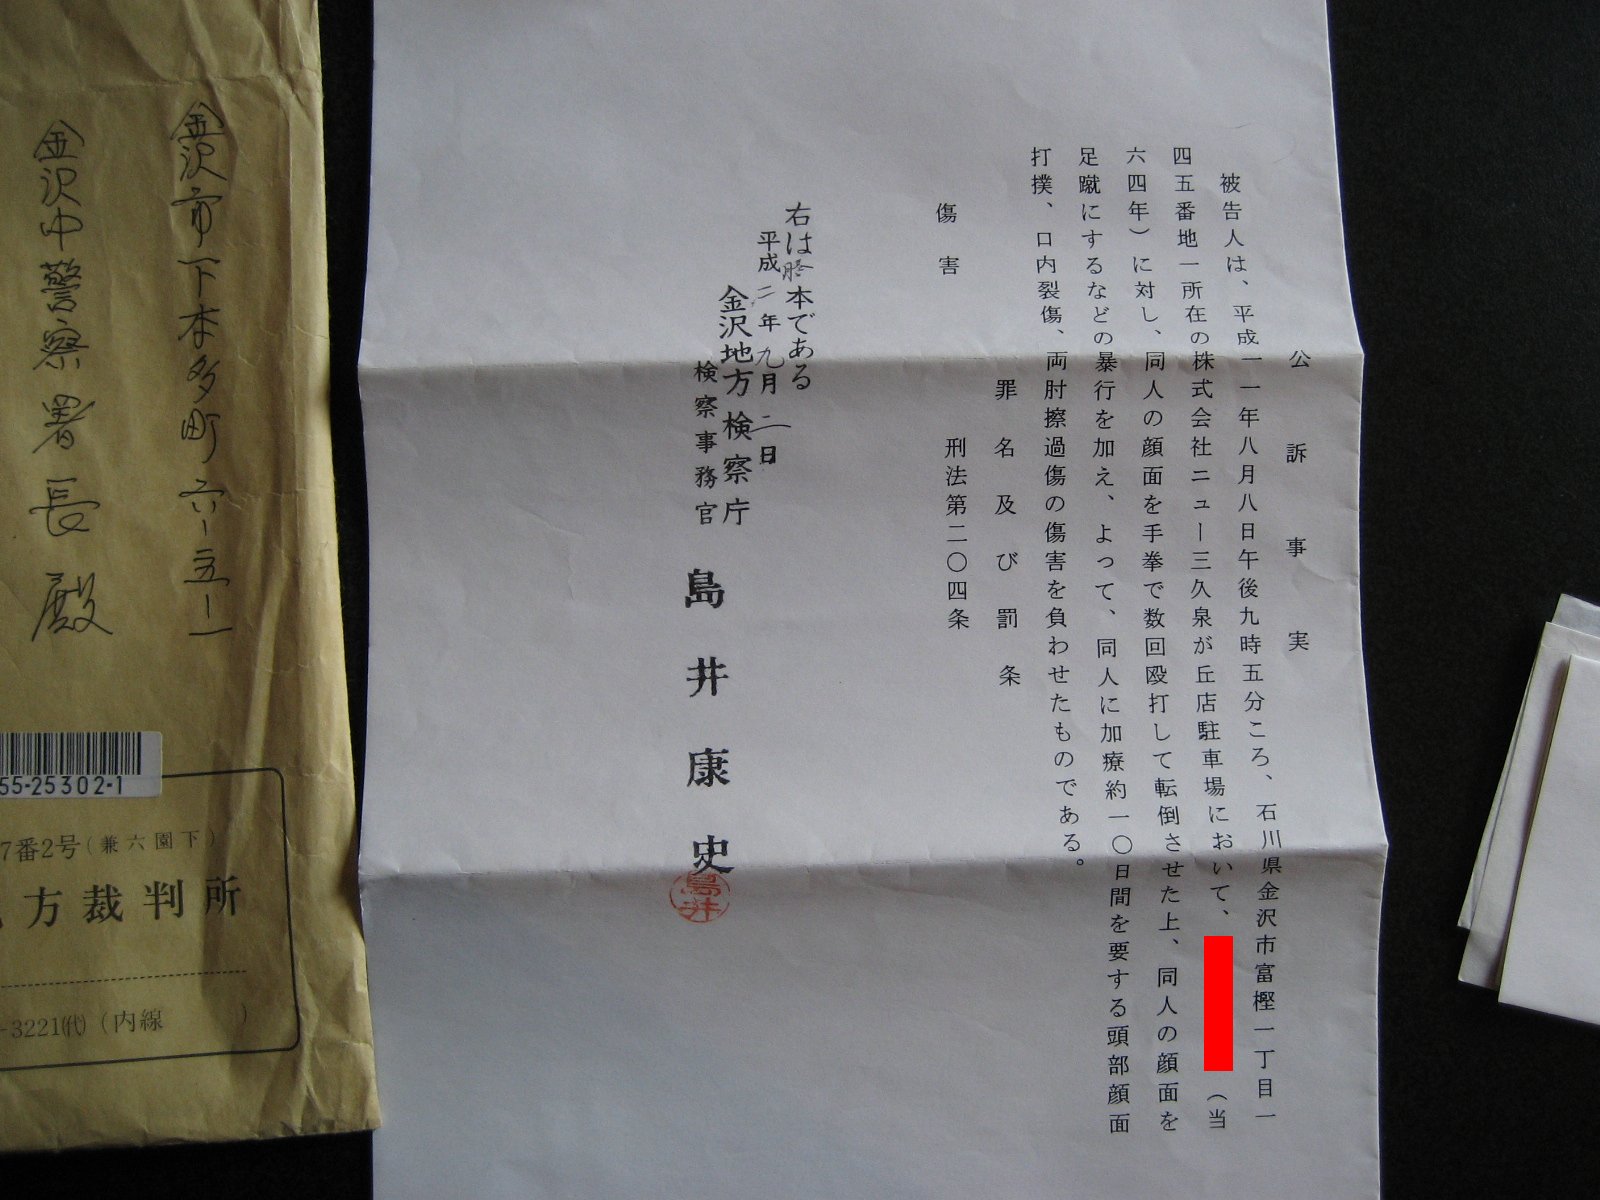 公訴事実
被告人は、平成一一年八月八日午後九時五分ころ、石川県金沢市富樫一丁目一
四五番地一所在の株式会社ニュー三久泉が丘店駐車場において、（当
六四年）に対し、同人の顔面を手拳で数回殴打して転倒させた上、同人の顔面を
足蹴にするなどの暴行を加え、よって、同人に加療約一〇日間を要する頭部顔面
打撲、口内裂傷、両肘擦過傷の傷害を負わせたものである。
罪名及び罰条
傷害　刑法第二〇四条
右は謄本である
平成二年九月二日
金沢地方検察庁
検察事務官　島井康史
島井
金沢市下本多町六ー五ー一
金沢中警察署長殿
55-25302-1
7番2号(兼六園下)
方裁判所
-3221(代)(内線　)